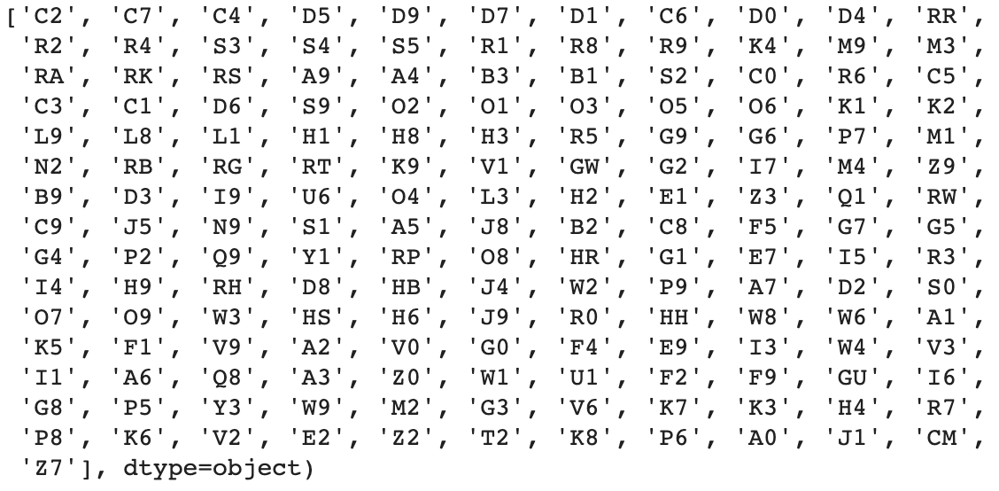 ['C2', 'C7', 'C4', 'D5', 'D9', 'D7', 'D1', 'C6', 'D0', 'D4', 'RR',
'R2', 'R4', 'S3', 'S4', 'S5', 'R1', 'R8', 'R9', 'K4', 'M9', 'M3',
'RA', 'RK', 'RS', 'A9', 'A4', 'B3', 'B1', 'S2', 'C0', 'R6', 'C5',
'C3', 'C1', 'D6', 'S9', 'O2', 'O1', 'O3', 'O5', 'O6', 'K1', 'K2',
'L9', 'L8', 'L1', 'H1', 'H8', 'H3', 'R5', 'G9', 'G6', 'P7', 'M1',
'N2', 'RB', 'RG', 'RT', 'K9', 'V1', 'GW', 'G2', 'I7', 'M4', 'Z9',
'B9', 'D3', 'I9', 'U6', 'O4', 'L3', 'H2', 'E1', 'Z3', 'Q1', 'RW',
'C9', 'J5', 'N9', 'S1', 'A5', 'J8', 'B2', 'C8', 'F5', 'G7', 'G5',
'G4', 'P2', 'Q9', 'Y1', 'RP', 'O8', 'HR', 'G1', 'E7', 'I5', 'R3',
'I4', 'H9', 'RH', 'D8', 'HB', 'J4', 'W2', 'P9', 'A7', 'D2', 'S0',
'O7', 'O9', 'W3', 'HS', 'H6', 'J9', 'R0', 'HH', 'W8', 'W6', 'A1',
'K5', 'F1', 'V9', 'A2', 'V0', 'G0', 'F4', 'E9', 'I3', 'W4', 'V3',
'I1', 'A6', 'Q8', 'A3', 'Z0', 'W1', 'U1', 'F2', 'F9', 'GU', 'I6',
'G8', 'P5', 'Y3', 'W9', 'M2', 'G3', 'V6', 'K7', 'K3', 'H4', 'R7',
'P8', 'K6', 'V2', 'E2', 'Z2', 'T2', 'K8', 'P6', 'A0', 'J1', 'CM',
'Z7'], dtype=object)